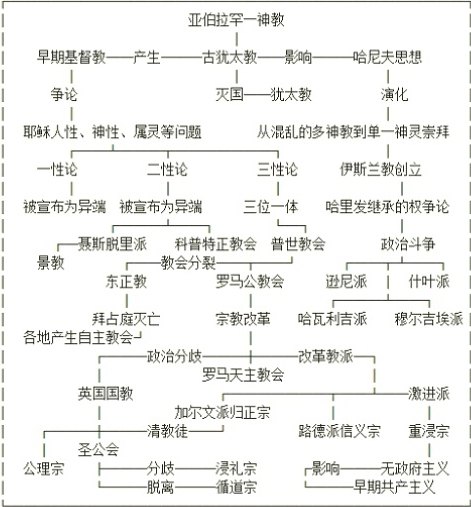 亚伯拉罕一神教
早期基督教 产生 古犹太教 影响 哈尼夫思想
争论 灭国 犹太教 演化
耶稣人性、神性、属灵等问题 从混乱的多神教到单一神灵崇拜
一性论 二性论 三性论 伊斯兰教创立
被宣布为异端 被宣布为异端 三位一体 哈里发继承的权争论
聂斯脱里派 科普特正教会 普世教会 政治斗争
景教 教会分裂
东正教 罗马公教会 逊尼派 什叶派
拜占庭灭亡 宗教改革 哈瓦利吉派 穆尔吉埃派
各地产生自主教会
政治分歧 改革教派
罗马天主教会
英国国教 激进派
加尔文派归正宗
清教徒 路德派信义宗 重浸宗
圣公会
公理宗 分歧 浸礼宗 影响 无政府主义
脱离 循道宗 早期共产主义